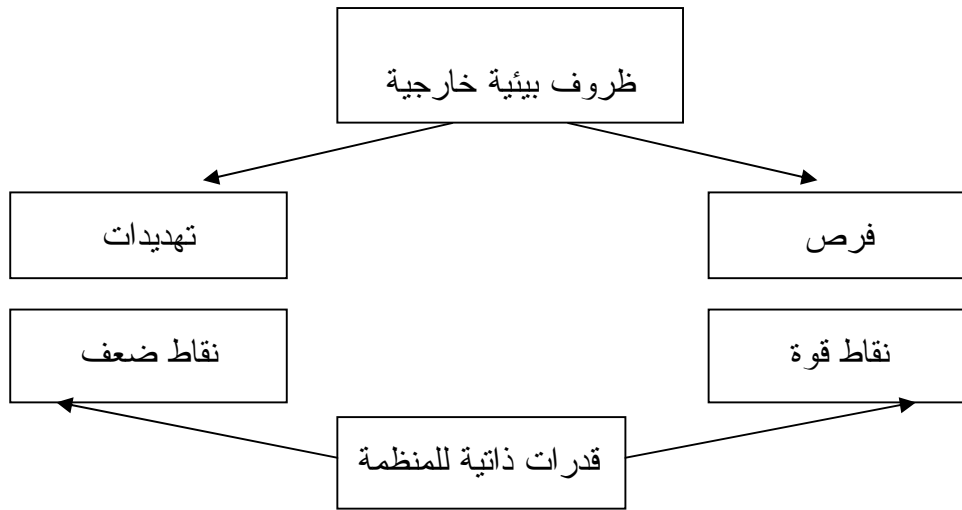 ظروف بيئية خارجية
فرص
تهديدات
نقاط قوة
نقاط ضعف
قدرات ذاتية للمنظمة